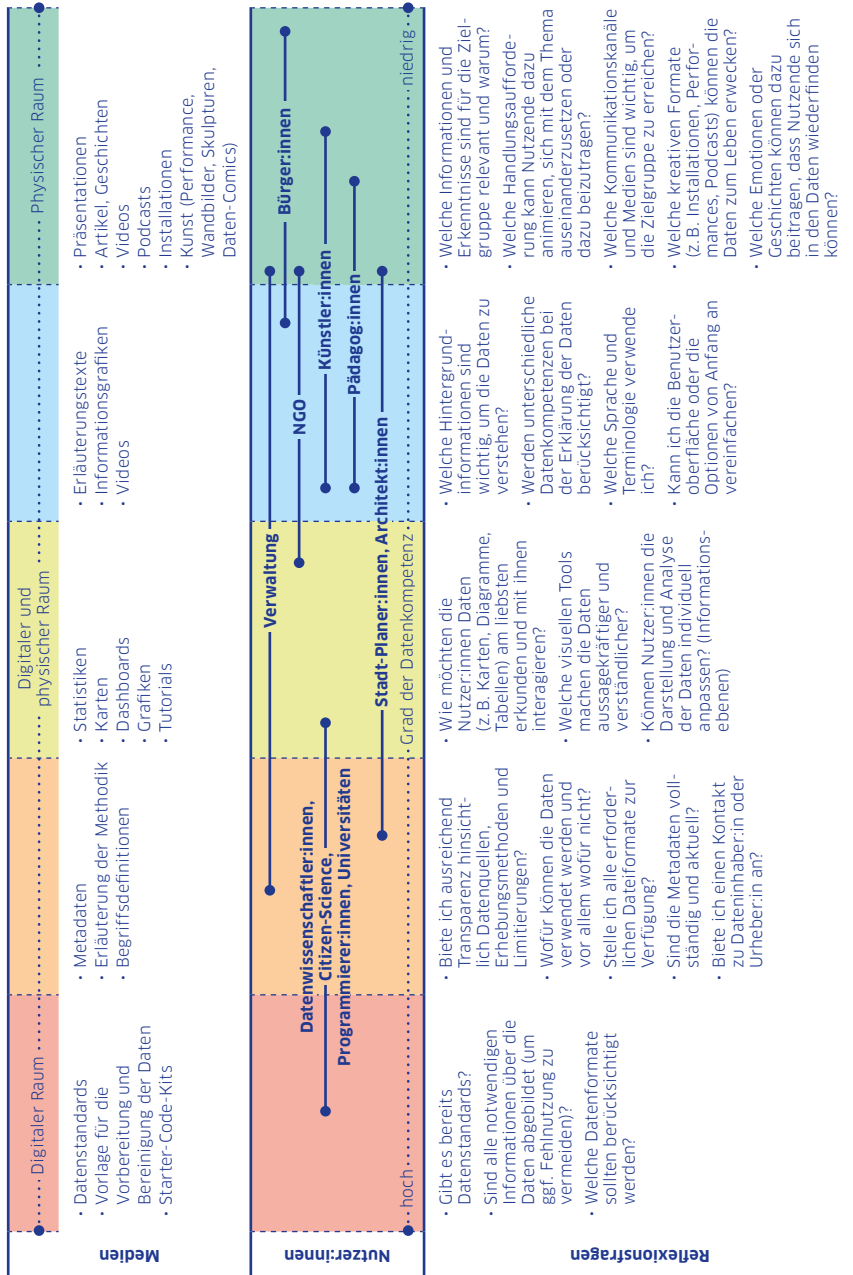 Medien
Digitaler Raum
Digitaler und
physischer Raum
Physischer Raum
· Datenstandards
· Vorlage für die
Vorbereitung und
Bereinigung der Daten
· Starter-Code-Kits
· Metadaten
· Erläuterung der Methodik
· Begriffsdefinitionen
· Statistiken
· Karten
· Dashboards
· Grafiken
· Tutorials
· Erläuterungstexte
· Informationsgrafiken
· Videos
· Präsentationen
· Artikel, Geschichten
· Videos
· Podcasts
· Installationen
· Kunst (Performance,
Wandbilder, Skulpturen,
Daten-Comics)
Nutzer:innen
Verwaltung
Bürger:innen
NGO
Datenwissenschaftler:innen,
Citizen-Science,
Programmierer:innen, Universitäten
Künstler:innen
Pädagog:innen
Stadt-Planer:innen, Architekt:innen
hoch
Grad der Datenkompetenz
niedrig
Reflexionsfragen
· Gibt es bereits
Datenstandards?
· Sind alle notwendigen
Informationen über die
Daten abgebildet (um
ggf. Fehlnutzung zu
vermeiden)?
· Welche Datenformate
sollten berücksichtigt
werden?
· Biete ich ausreichend
Transparenz hinsicht-
lich Datenquellen,
Erhebungsmethoden und
Limitierungen?
· Wofür können die Daten
verwendet werden und
vor allem wofür nicht?
· Stelle ich alle erforder-
lichen Dateiformate zur
Verfügung?
· Sind die Metadaten voll-
ständig und aktuell?
· Biete ich einen Kontakt
zu Dateninhaber:in oder
Urheber:in an?
· Wie möchten die
Nutzer:innen Daten
(z. B. Karten, Diagramme,
Tabellen) am liebsten
erkunden und mit ihnen
interagieren?
· Welche visuellen Tools
machen die Daten
aussagekräftiger und
verständlicher?
· Können Nutzer:innen die
Darstellung und Analyse
der Daten individuell
anpassen? (Informations-
ebenen)
· Welche Hintergrund-
informationen sind
wichtig, um die Daten zu
verstehen?
· Werden unterschiedliche
Datenkompetenzen bei
der Erklärung der Daten
berücksichtigt?
· Welche Sprache und
Terminologie verwende
ich?
· Kann ich die Benutzer-
oberfläche oder die
Optionen von Anfang an
vereinfachen?
· Welche Informationen und
Erkenntnisse sind für die Ziel-
gruppe relevant und warum?
· Welche Handlungsaufforde-
rung kann Nutzende dazu
animieren, sich mit dem Thema
auseinanderzusetzen oder
dazu beizutragen?
· Welche Kommunikationskanäle
und Medien sind wichtig, um
die Zielgruppe zu erreichen?
· Welche kreativen Formate
(z. B. Installationen, Perfor-
mances, Podcasts) können die
Daten zum Leben erwecken?
· Welche Emotionen oder
Geschichten können dazu
beitragen, dass Nutzende sich
in den Daten wiederfinden
können?